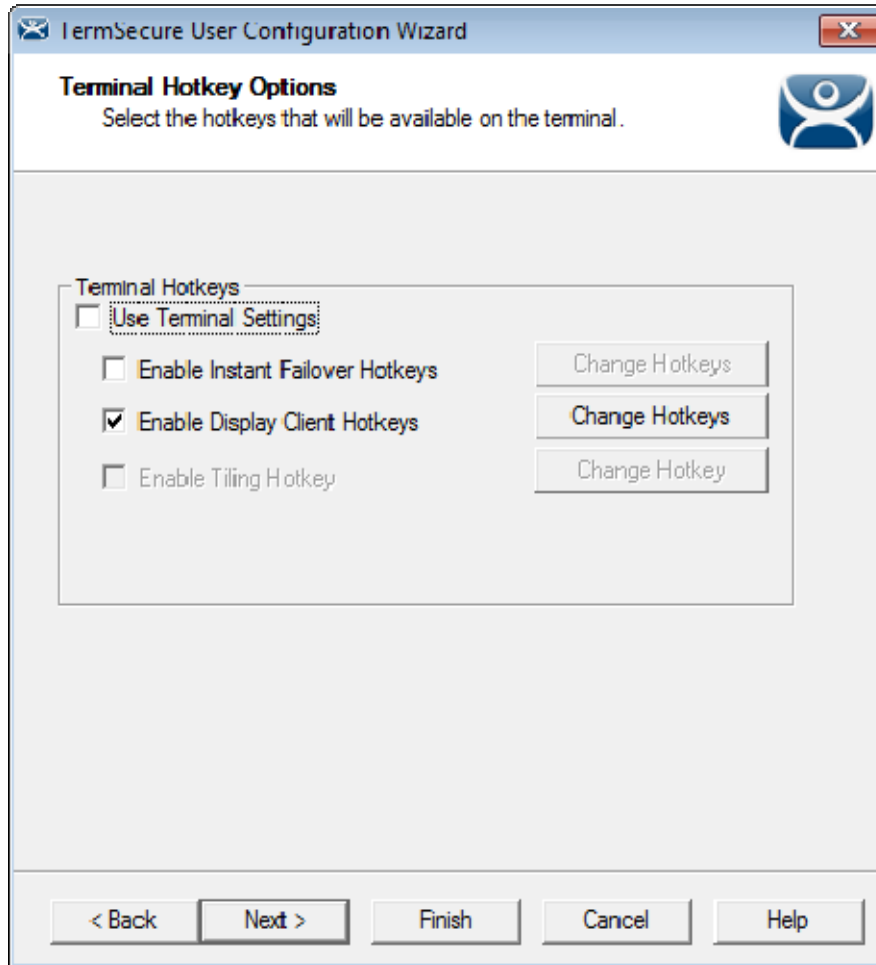 TermSecure User Configuration Wizard
Terminal Hotkey Options
Select the hotkeys that will be available on the terminal.
Terminal Hotkeys
Use Terminal Settings
Enable Instant Failover Hotkeys
Change Hotkeys
Enable Display Client Hotkeys
Change Hotkeys
Enable Tiling Hotkey
Change Hotkey
< Back
Next >
Finish
Cancel
Help